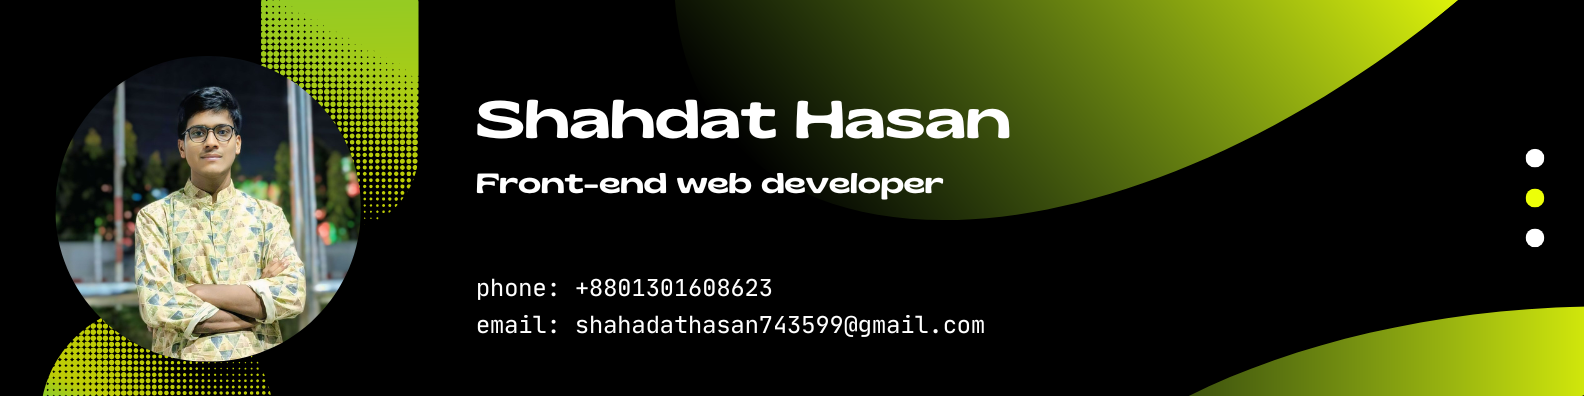 Shahdat Hasan
Front-end web developer
phone: +8801301608623
email: shahadathasan743599@gmail.com